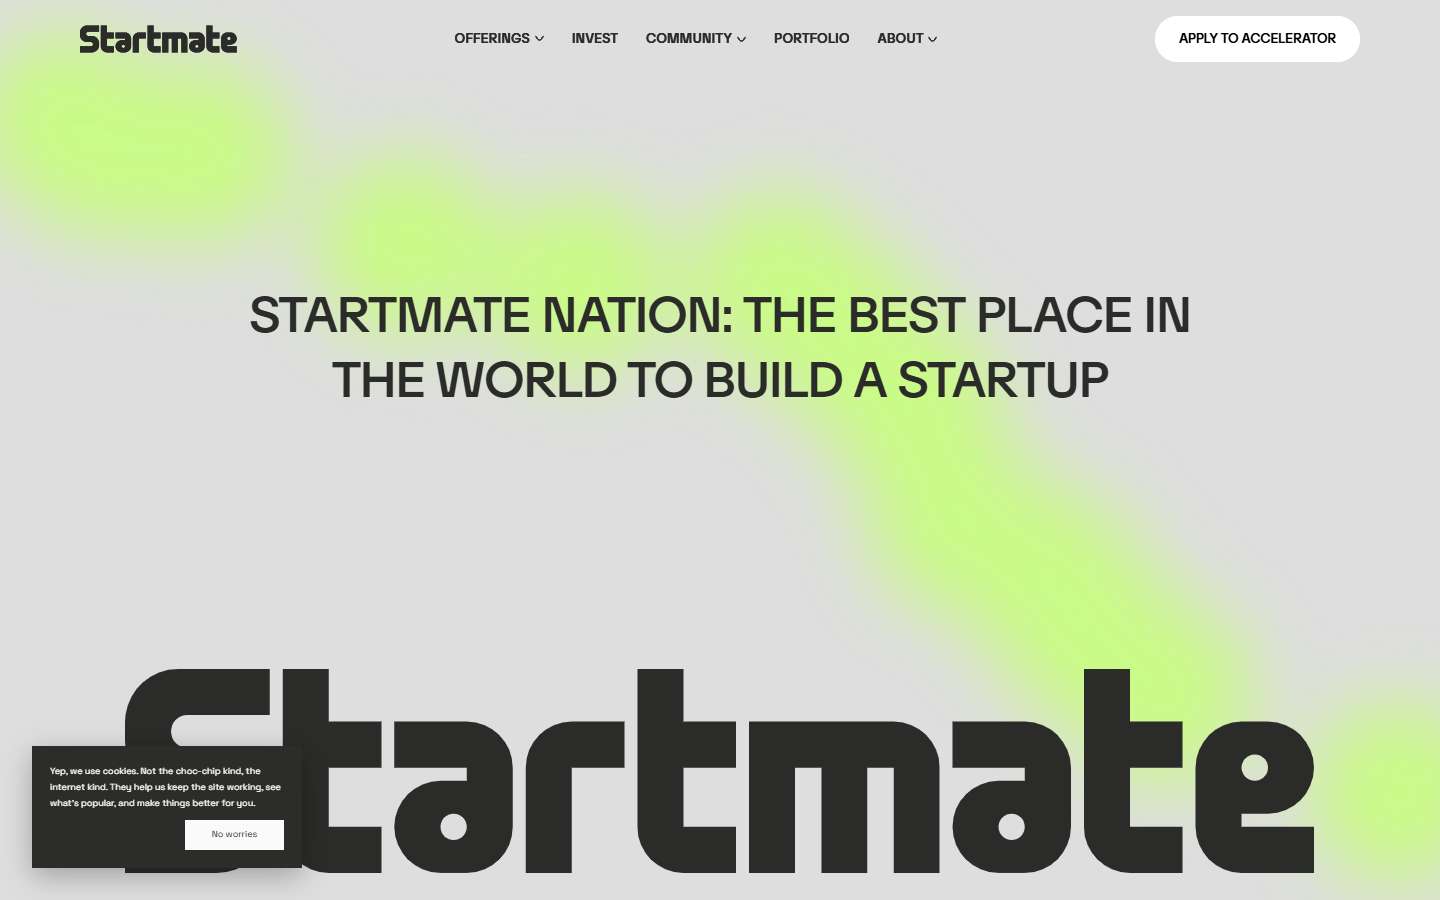 Startmate
OFFERINGS
INVEST
COMMUNITY
PORTFOLIO
ABOUT
APPLY TO ACCELERATOR
STARTMATE NATION: THE BEST PLACE IN
THE WORLD TO BUILD A STARTUP
Startmate
Yep, we use cookies. Not the choc-chip kind, the
internet kind. They help us keep the site working, see
what's popular, and make things better for you.
No worries